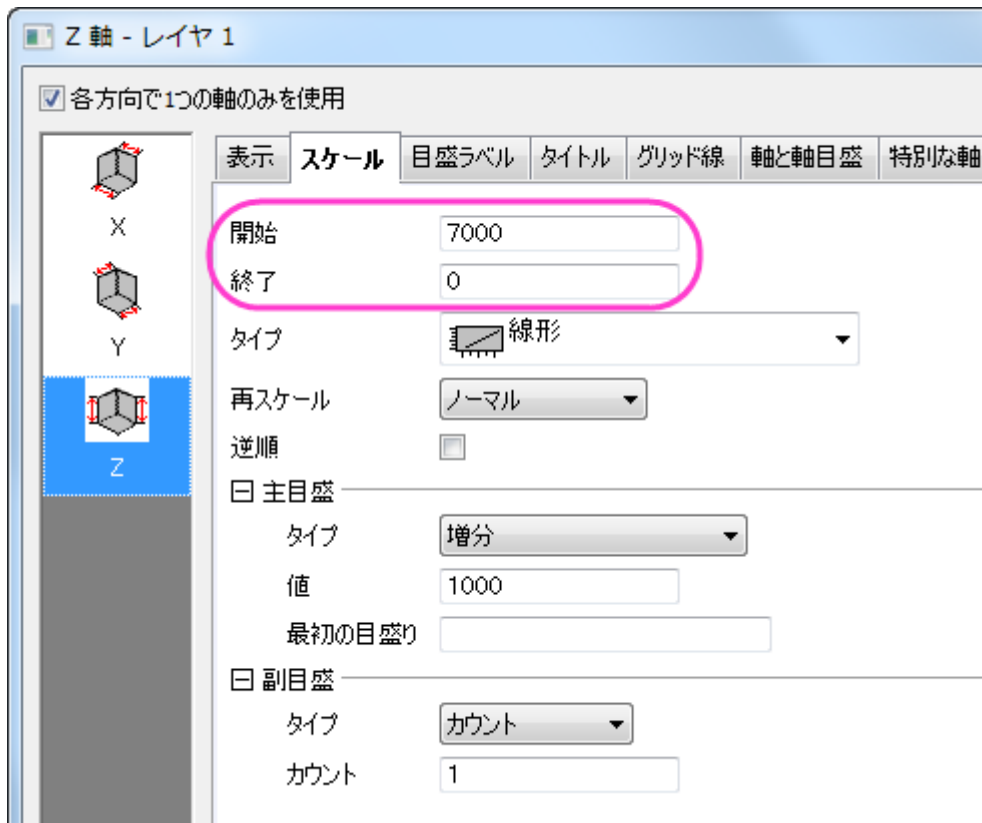 Z 軸 - レイヤ 1
各方向で1つの軸のみを使用
X
Y
Z
表示 スケール 目盛ラベル タイトル グリッド線 軸と軸目盛 特別な軸
開始 7000
終了 0
タイプ 線形
再スケール ノーマル
逆順
主目盛
タイプ 増分
値 1000
最初の目盛り
副目盛
タイプ カウント
カウント 1